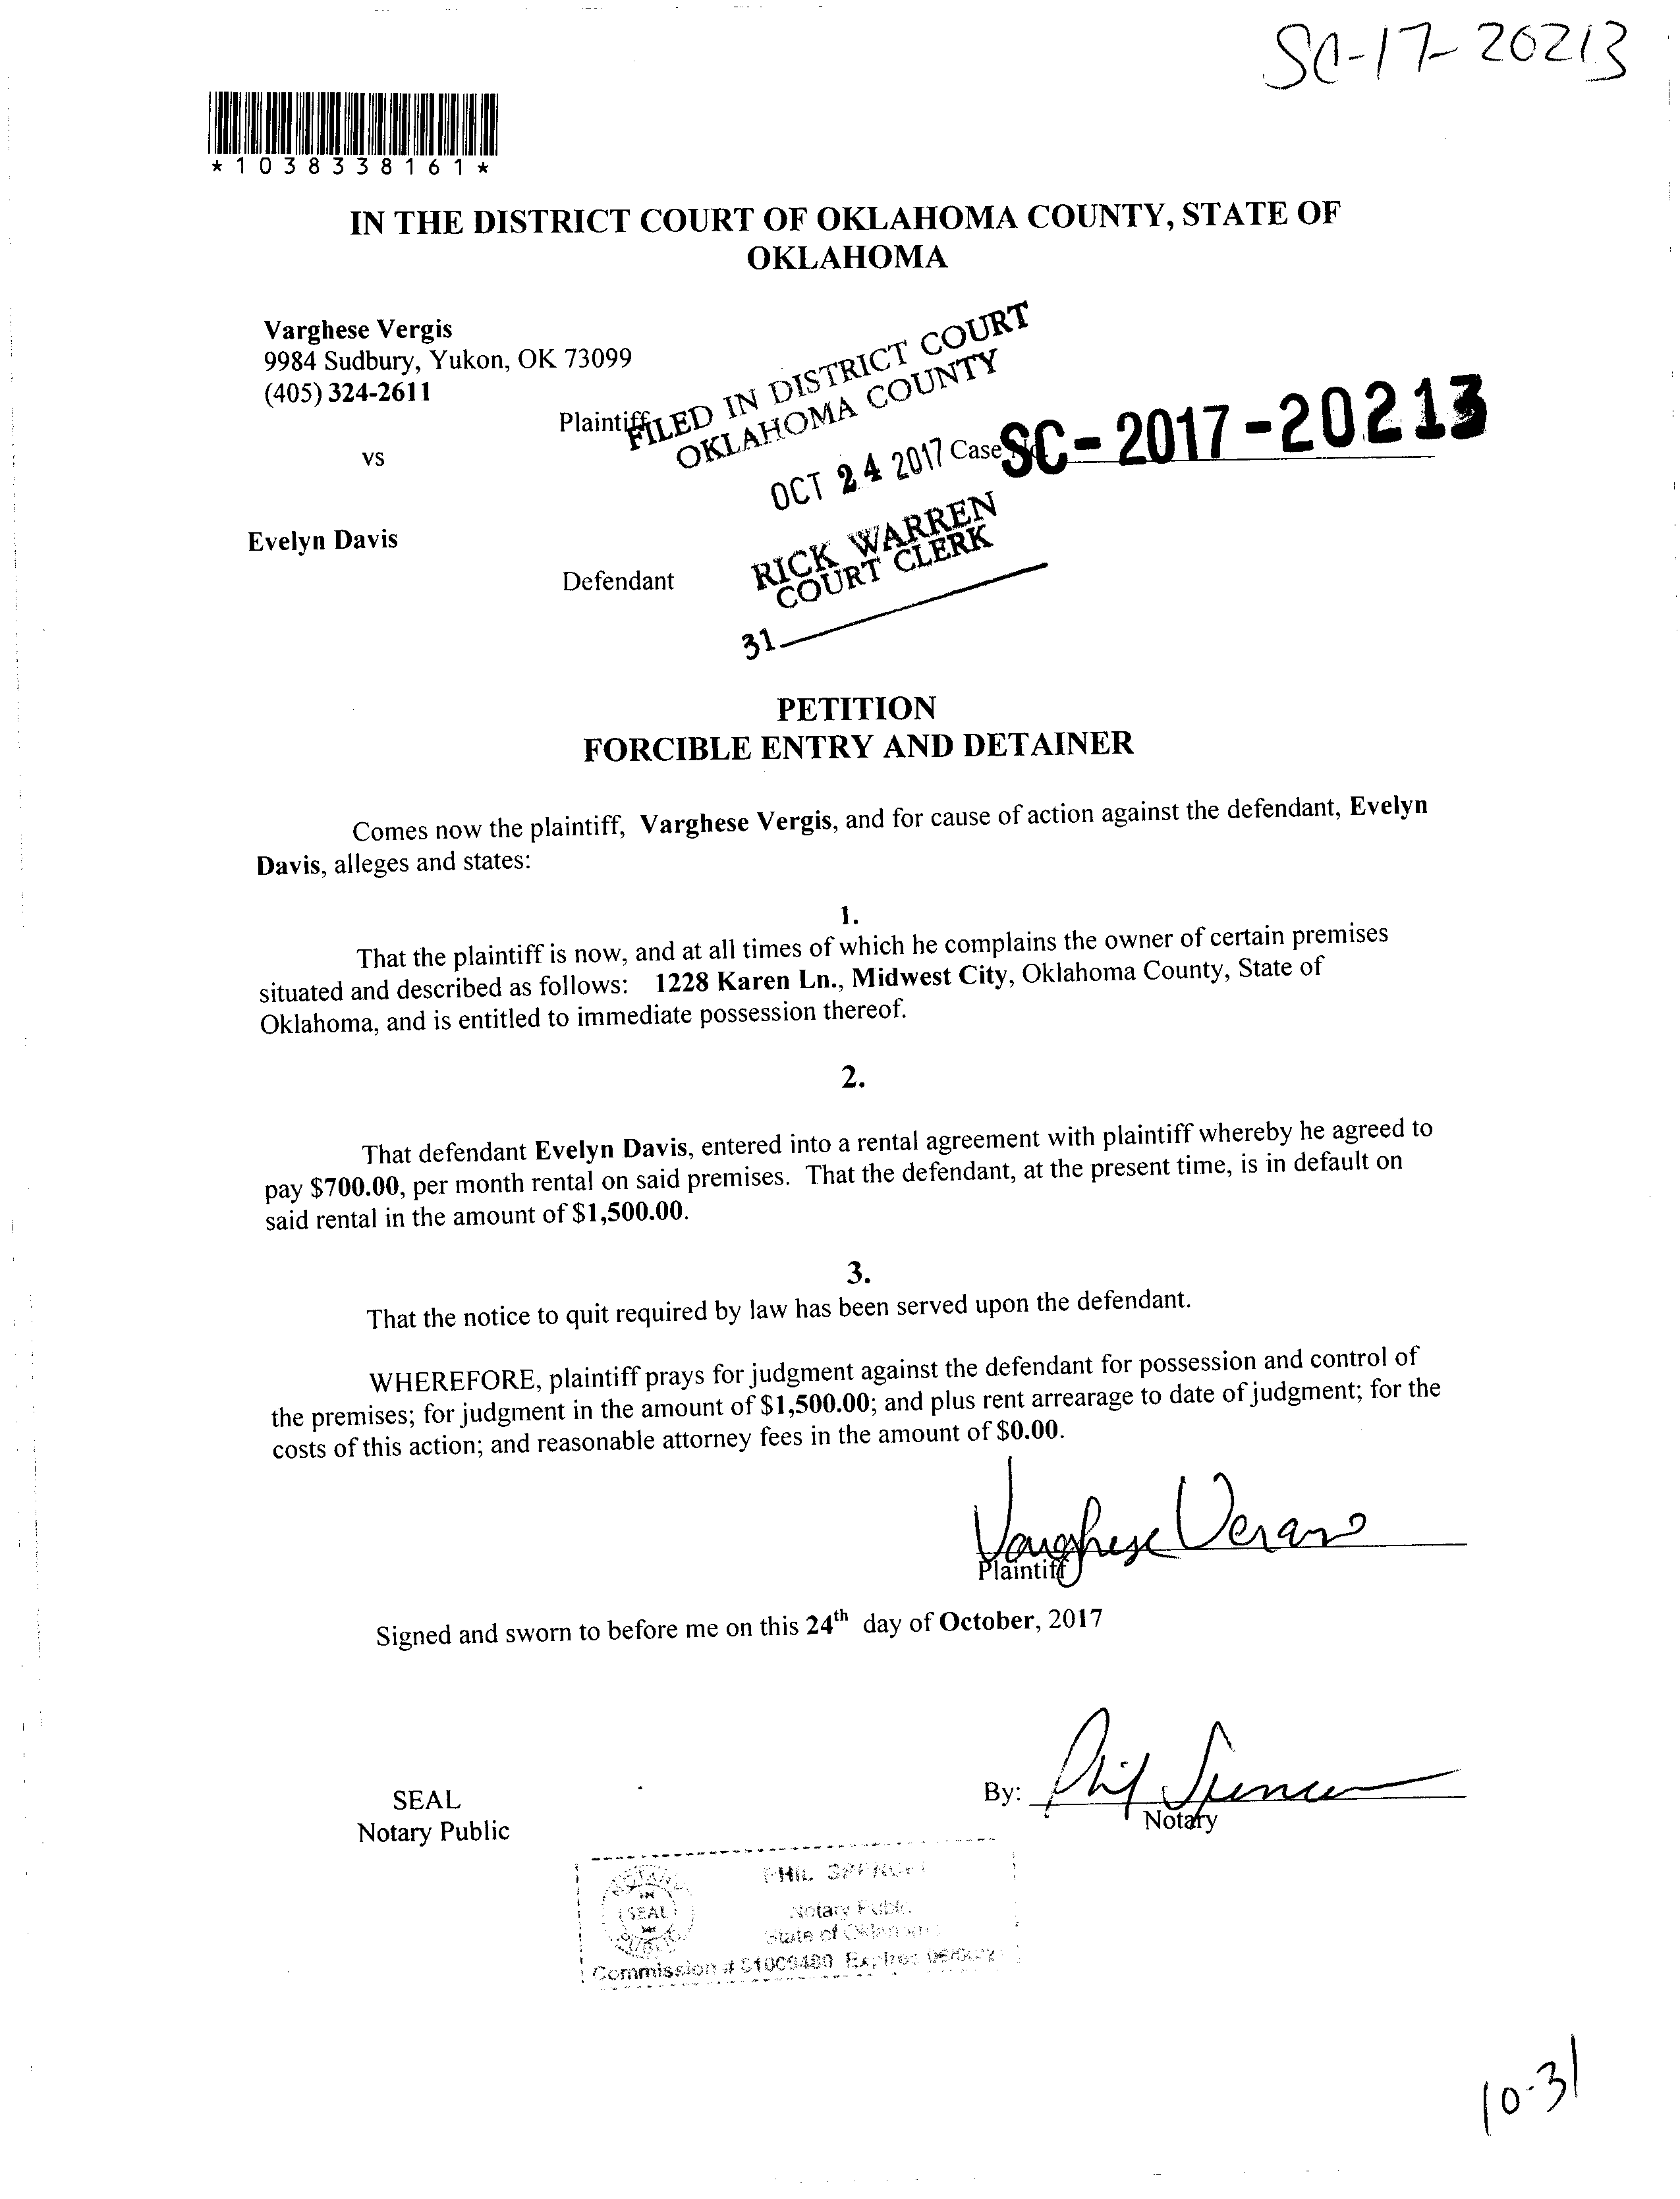 SC-17-20213
*1038338161*
IN THE DISTRICT COURT OF OKLAHOMA COUNTY, STATE OF
OKLAHOMA
Varghese Vergis
9984 Sudbury, Yukon, OK 73099
(405) 324-2611
Plaintiff
FILED IN DISTRICT COURT
OKLAHOMA COUNTY
vs
OCT 24 2017
Case No. SC-2017-20213
Evelyn Davis
Defendant
RICK WARREN
COURT CLERK
31
PETITION
FORCIBLE ENTRY AND DETAINER
Comes now the plaintiff, Varghese Vergis, and for cause of action against the defendant, Evelyn
Davis, alleges and states:
1.
That the plaintiff is now, and at all times of which he complains the owner of certain premises
situated and described as follows: 1228 Karen Ln., Midwest City, Oklahoma County, State of
Oklahoma, and is entitled to immediate possession thereof.
2.
That defendant Evelyn Davis, entered into a rental agreement with plaintiff whereby he agreed to
pay $700.00, per month rental on said premises. That the defendant, at the present time, is in default on
said rental in the amount of $1,500.00.
3.
That the notice to quit required by law has been served upon the defendant.
WHEREFORE, plaintiff prays for judgment against the defendant for possession and control of
the premises; for judgment in the amount of $1,500.00; and plus rent arrearage to date of judgment; for the
costs of this action; and reasonable attorney fees in the amount of $0.00.
Varghese
Plaintiff
Signed and sworn to before me on this 24th day of October, 2017
By: Phil Spencer
Notary
SEAL
Notary Public
PHIL
SEAL
Notary Public
State of Oklahoma
Commission # Expires
10-31